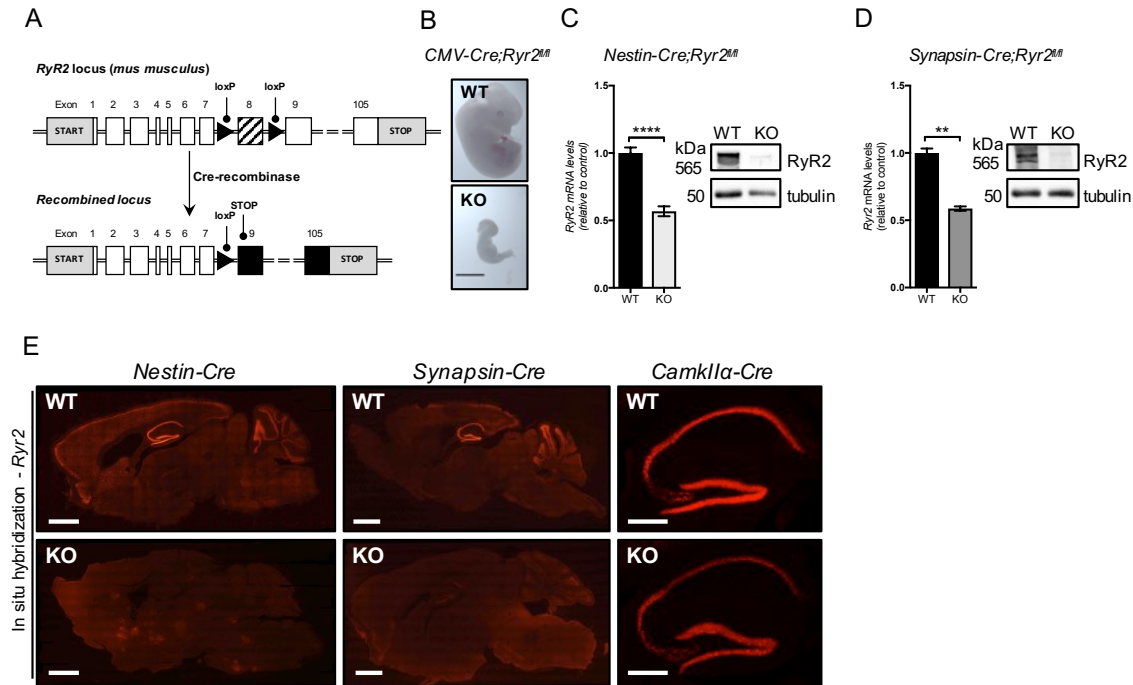 A
RyR2 locus (mus musculus)
loxP loxP
Exon 1 2 3 4 5 6 7 8 9 105
START STOP
Cre-recombinase
Recombined locus
loxP STOP
Exon 1 2 3 4 5 6 7 9 105
START STOP
B
CMV-Cre;Ryr2fl/fl
WT
KO
C
Nestin-Cre;Ryr2fl/fl
RyR2 mRNA levels
(relative to control)
1.5
1.0
0.5
0.0
****
WT KO
WT KO
kDa
565 RyR2
50 tubulin
D
Synapsin-Cre;Ryr2fl/fl
Ryr2 mRNA levels
(relative to control)
1.5
1.0
0.5
0.0
**
WT KO
WT KO
kDa
565 RyR2
50 tubulin
E
Nestin-Cre Synapsin-Cre CamkIIα-Cre
In situ hybridization - Ryr2
WT WT WT
KO KO KO